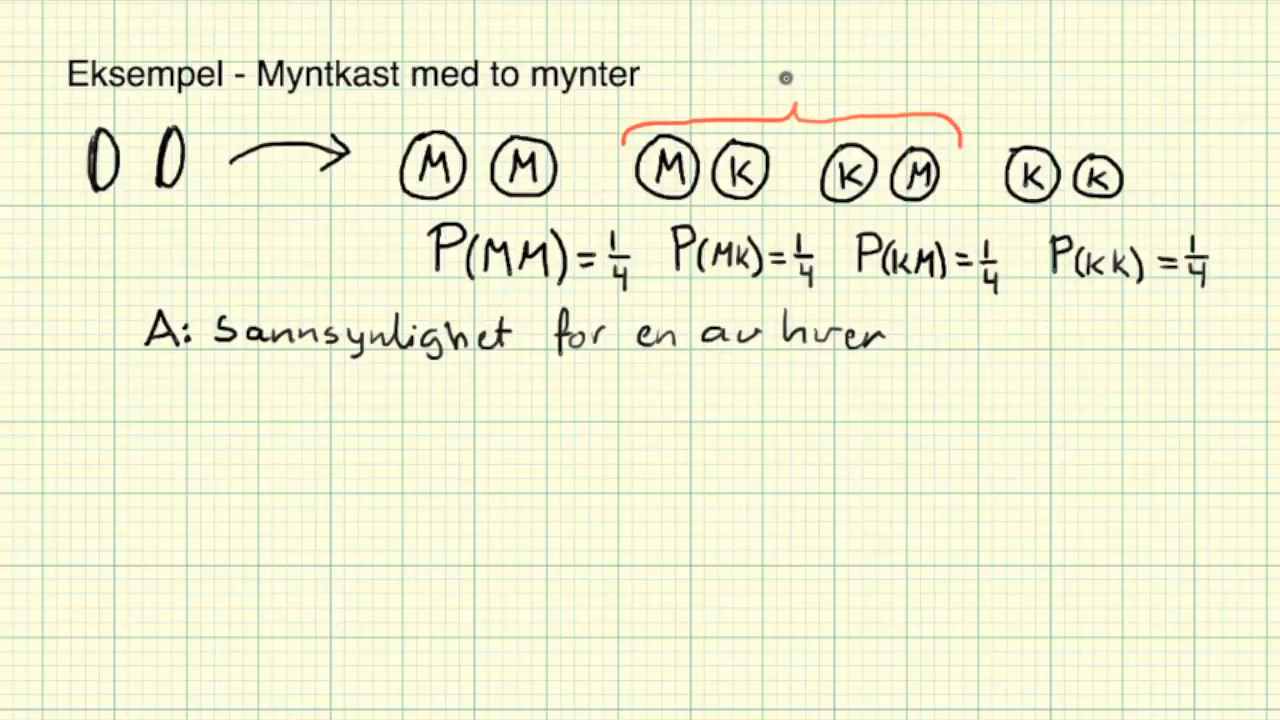 Eksempel - Myntkast med to mynter
M M M K K M K K
P(MM) = 1/4 P(MK) = 1/4 P(KM) = 1/4 P(KK) = 1/4
A: Sannsynlighet for en av hver